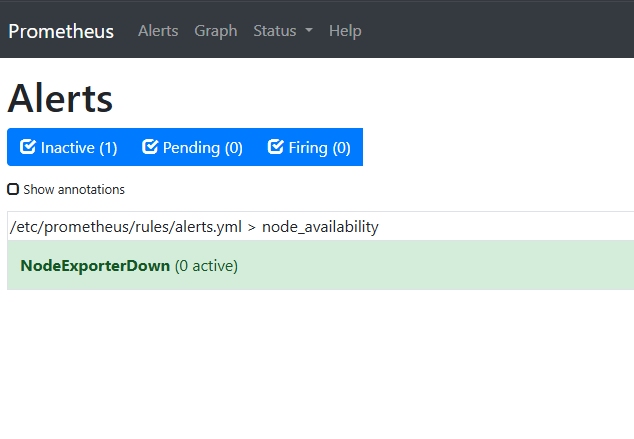 Prometheus Alerts Graph Status Help
Alerts
Inactive (1) Pending (0) Firing (0)
Show annotations
/etc/prometheus/rules/alerts.yml > node_availability
NodeExporterDown (0 active)